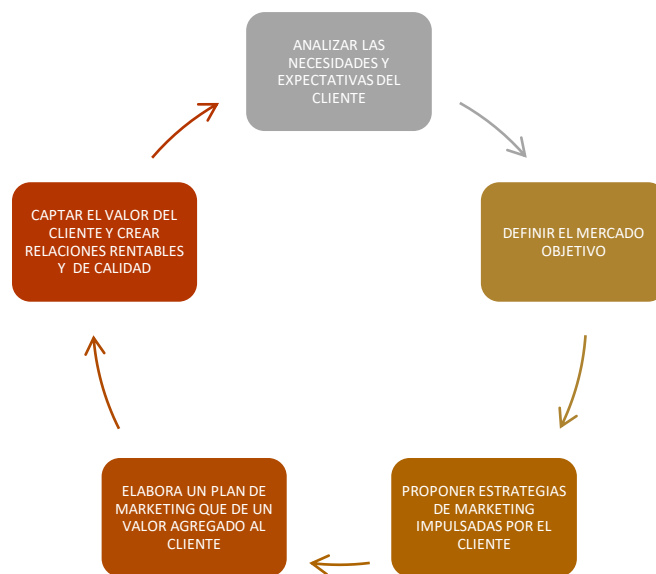 ANALIZAR LAS
NECESIDADES Y
EXPECTATIVAS DEL
CLIENTE
DEFINIR EL MERCADO
OBJETIVO
PROPONER ESTRATEGIAS
DE MARKETING
IMPULSADAS POR EL
CLIENTE
ELABORA UN PLAN DE
MARKETING QUE DE UN
VALOR AGREGADO AL
CLIENTE
CAPTAR EL VALOR DEL
CLIENTE Y CREAR
RELACIONES RENTABLES
Y DE CALIDAD